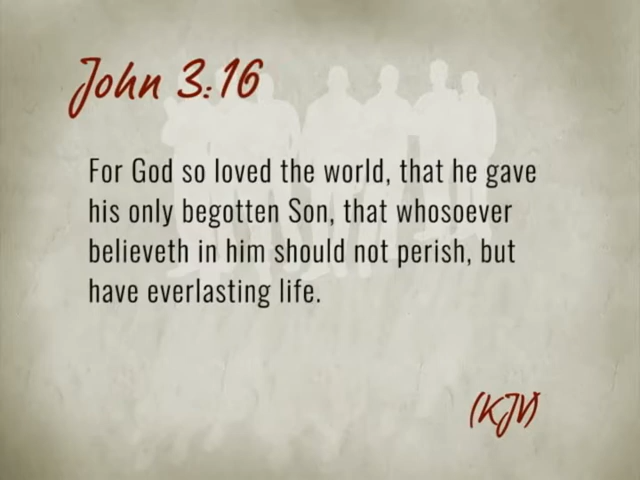 John 3:16
For God so loved the world, that he gave
his only begotten Son, that whosoever
believeth in him should not perish, but
have everlasting life.
(KJV)